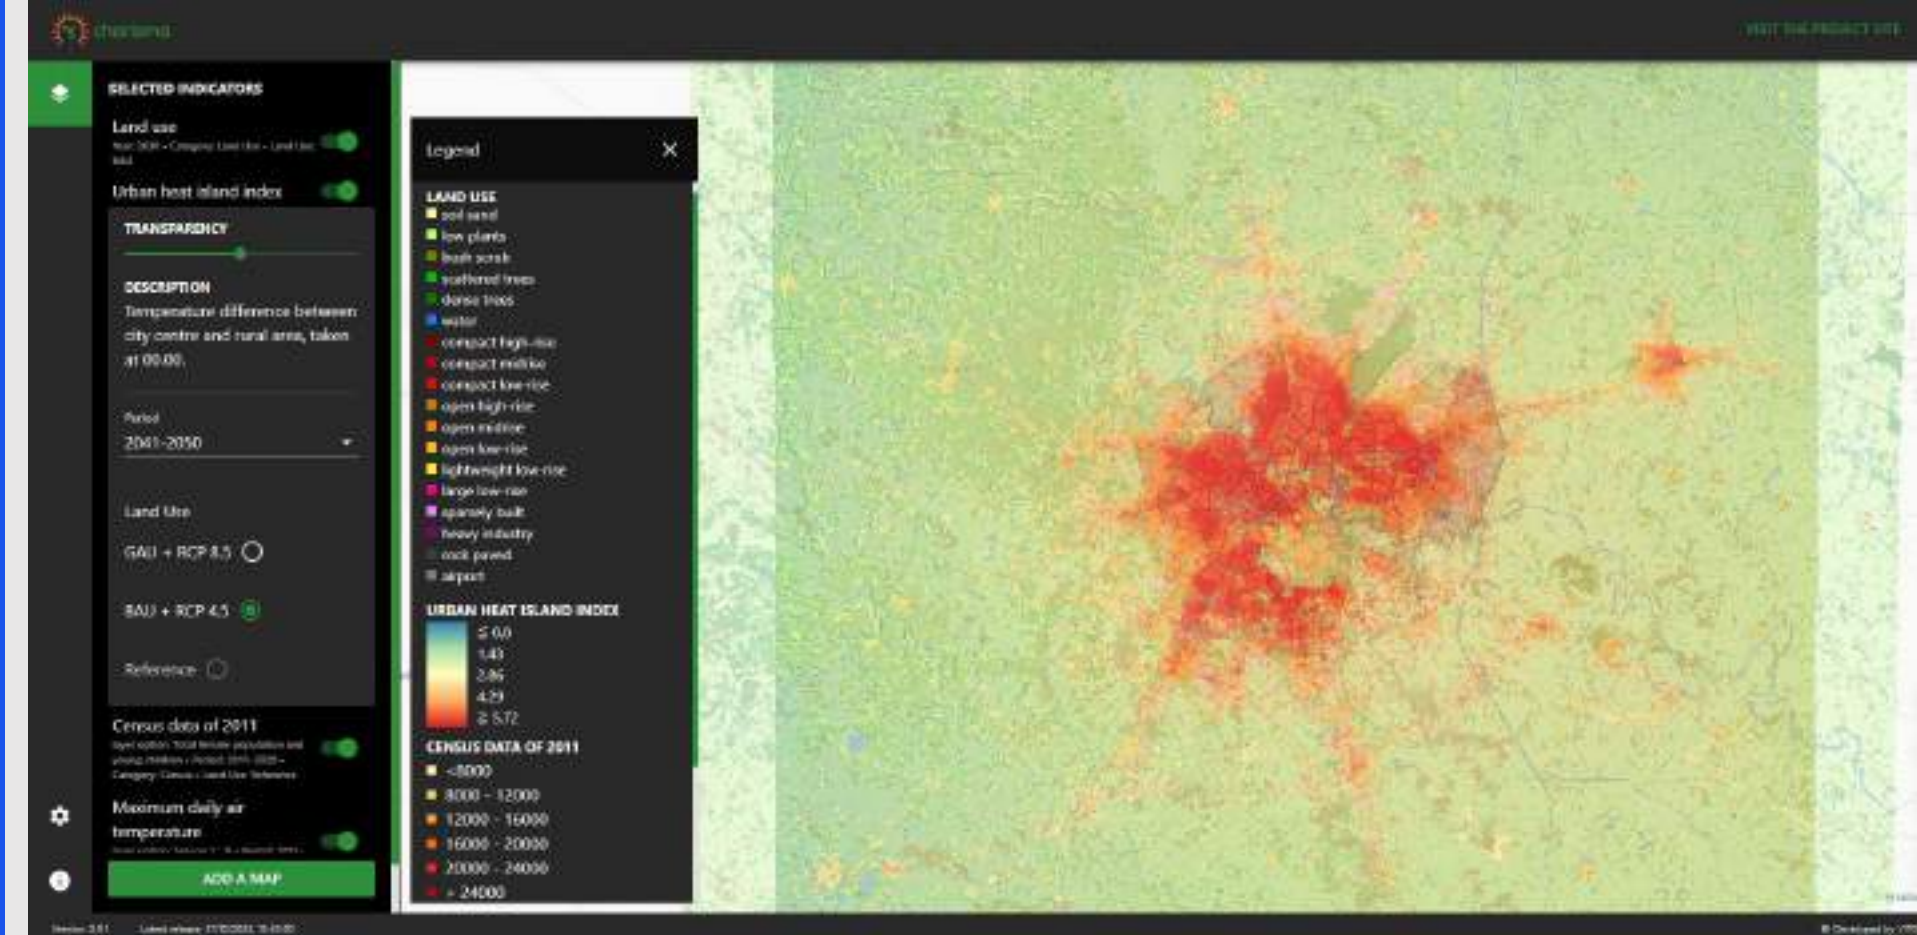 VISIT THE PROJECT SITE
SELECTED INDICATORS
Land use
Urban heat island index
TRANSPARENCY
DESCRIPTION
Temperature difference between
city centre and rural area, taken
at 00.00.
Period
2041-2050
Land Use
GAU + RCP 8.5
BAU + RCP 4.5
Reference
Census data of 2011
Maximum daily air
temperature
ADD A MAP
Legend
LAND USE
soil sand
low plants
bush scrub
scattered trees
dense trees
water
compact high-rise
compact midrise
compact low-rise
open high-rise
open midrise
open low-rise
lightweight low-rise
large low-rise
sparsely built
heavy industry
rock paved
airport
URBAN HEAT ISLAND INDEX
≦ 0.0
1.43
2.86
4.29
≧ 5.72
CENSUS DATA OF 2011
<8000
8000 - 12000
12000 - 16000
16000 - 20000
20000 - 24000
> 24000